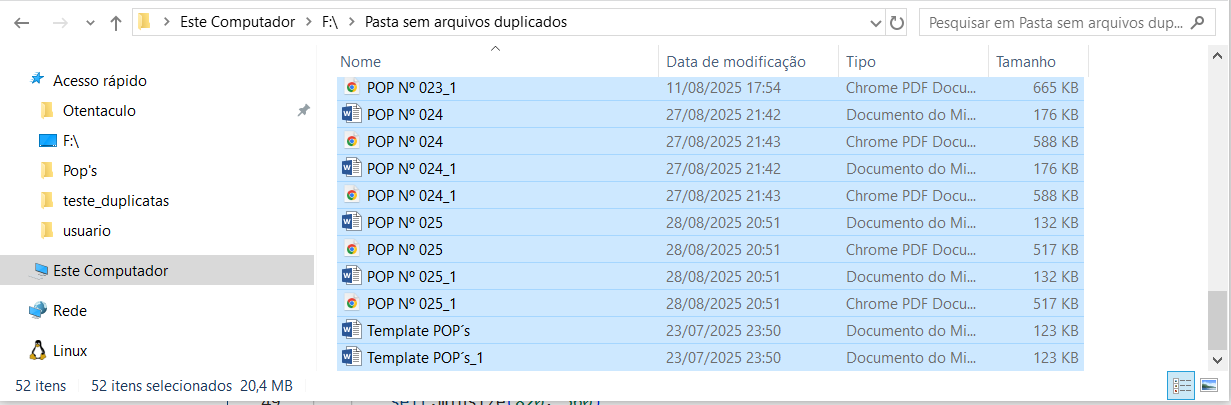 Este Computador > F:\ > Pasta sem arquivos duplicados
Pesquisar em Pasta sem arquivos dup...
Acesso rápido
Otentaculo
F:\
Pop's
teste_duplicatas
usuario
Este Computador
Rede
Linux
Nome Data de modificação Tipo Tamanho
POP Nº 023_1 11/08/2025 17:54 Chrome PDF Docu... 665 KB
POP Nº 024 27/08/2025 21:42 Documento do Mi... 176 KB
POP Nº 024 27/08/2025 21:43 Chrome PDF Docu... 588 KB
POP Nº 024_1 27/08/2025 21:42 Documento do Mi... 176 KB
POP Nº 024_1 27/08/2025 21:43 Chrome PDF Docu... 588 KB
POP Nº 025 28/08/2025 20:51 Documento do Mi... 132 KB
POP Nº 025 28/08/2025 20:51 Chrome PDF Docu... 517 KB
POP Nº 025_1 28/08/2025 20:51 Documento do Mi... 132 KB
POP Nº 025_1 28/08/2025 20:51 Chrome PDF Docu... 517 KB
Template POP´s 23/07/2025 23:50 Documento do Mi... 123 KB
Template POP´s_1 23/07/2025 23:50 Documento do Mi... 123 KB
52 itens 52 itens selecionados 20,4 MB